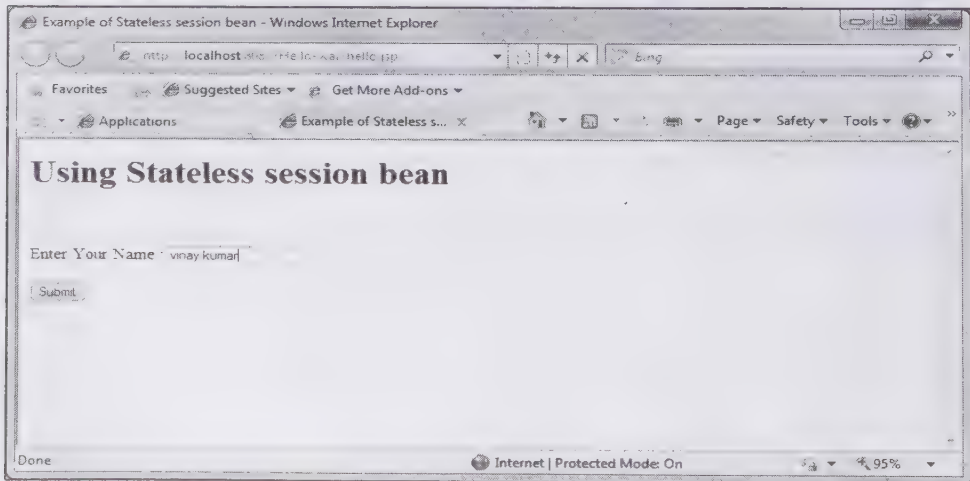 Example of Stateless session bean - Windows Internet Explorer
localhost
bing
Favorites Suggested Sites Get More Add-ons
Applications Example of Stateless s... Page Safety Tools
Using Stateless session bean
Enter Your Name : vinay kumar
Submit
Done Internet | Protected Mode: On 95%